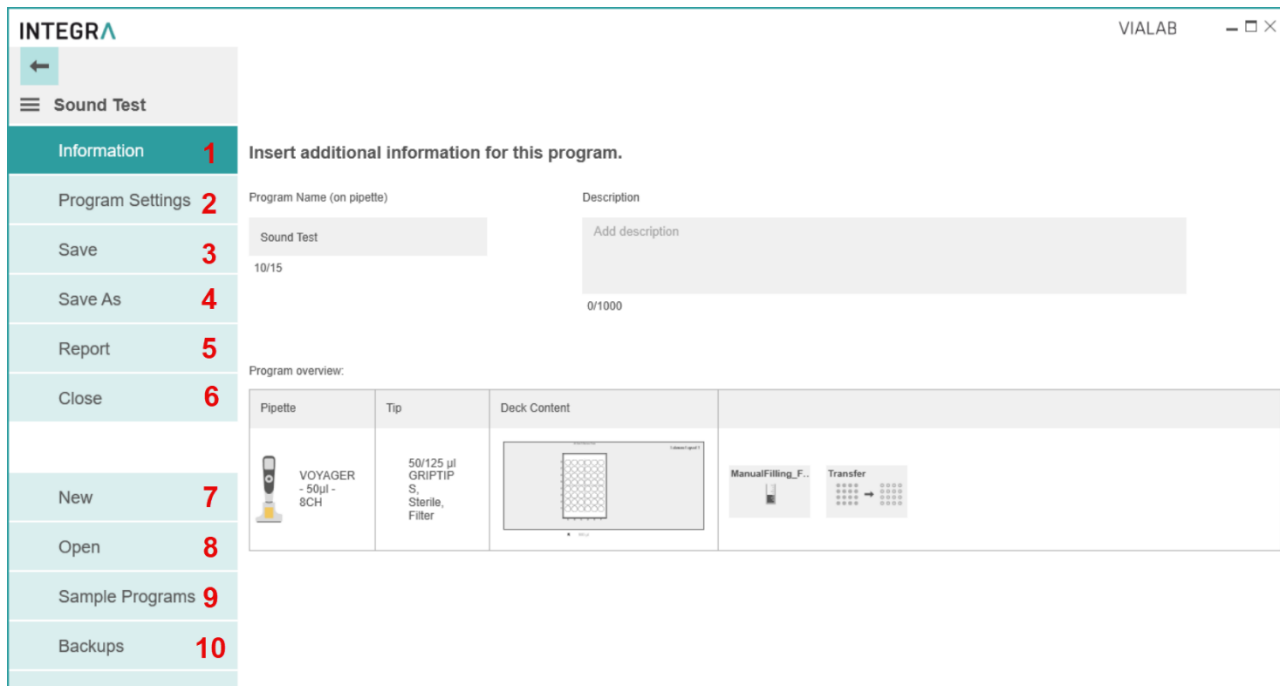 INTEGRA
VIALAB
Sound Test
Information 1
Program Settings 2
Save 3
Save As 4
Report 5
Close 6
New 7
Open 8
Sample Programs 9
Backups 10
Insert additional information for this program.
Program Name (on pipette)
Sound Test
10/15
Description
Add description
0/1000
Program overview:
Pipette
Tip
Deck Content
VOYAGER
- 50µl -
8CH
50/125 µl
GRIPTIP
S,
Sterile,
Filter
ManualFilling_F..
Transfer